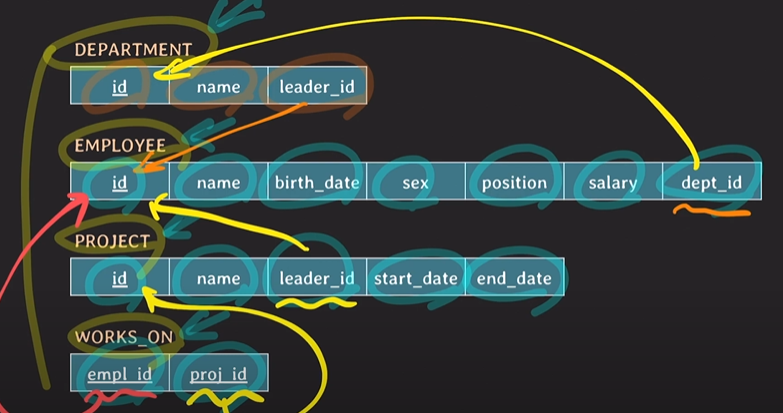 DEPARTMENT
id name leader_id
EMPLOYEE
id name birth_date sex position salary dept_id
PROJECT
id name leader_id start_date end_date
WORKS_ON
empl_id proj_id